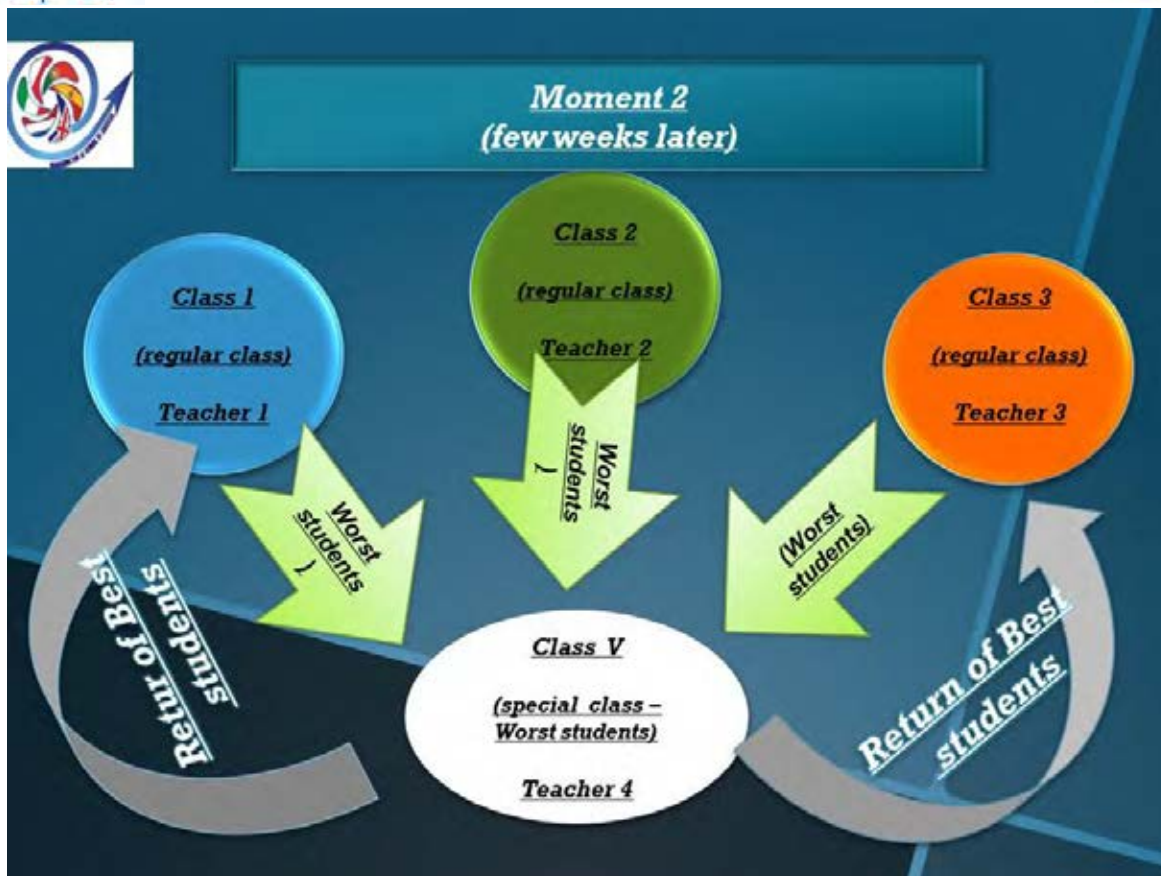 Moment 2
(few weeks later)
Class 2
(regular class)
Teacher 2
Class 1
(regular class)
Teacher 1
Class 3
(regular class)
Teacher 3
Worst
students
)
Worst
students
)
(Worst
students)
Retur of Best
students
Class V
(special class –
Worst students)
Teacher 4
Return of Best
students